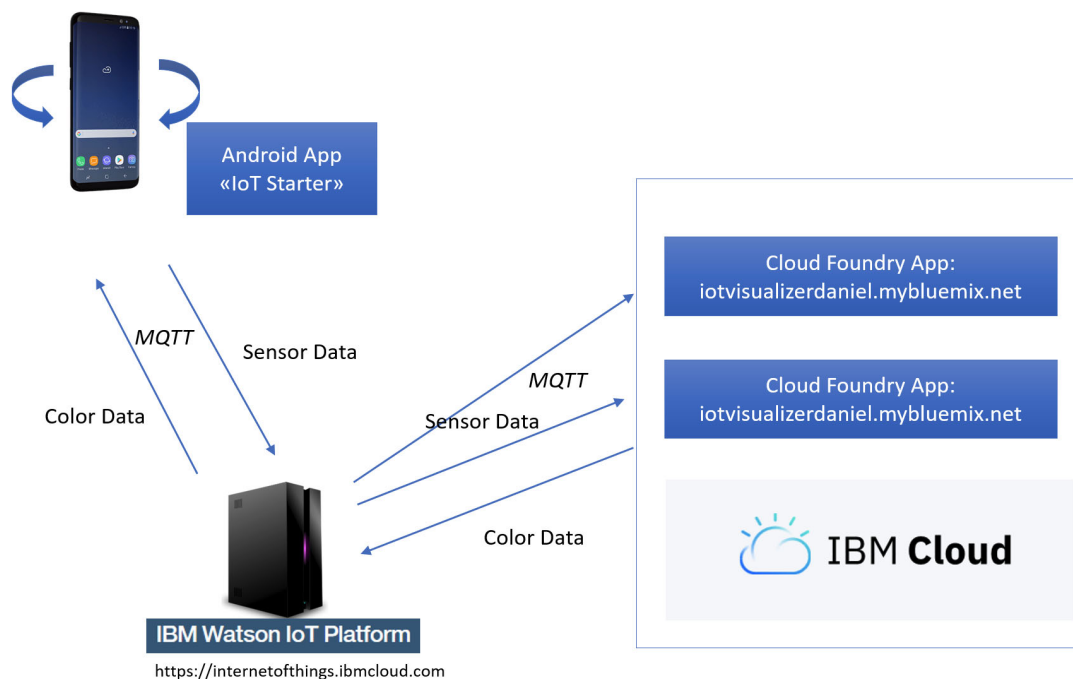 Android App
«IoT Starter»
Cloud Foundry App:
iotvisualizerdaniel.mybluemix.net
MQTT
Sensor Data
MQTT
Cloud Foundry App:
iotvisualizerdaniel.mybluemix.net
Color Data
Sensor Data
Color Data
IBM Cloud
IBM Watson IoT Platform
https://internetofthings.ibmcloud.com